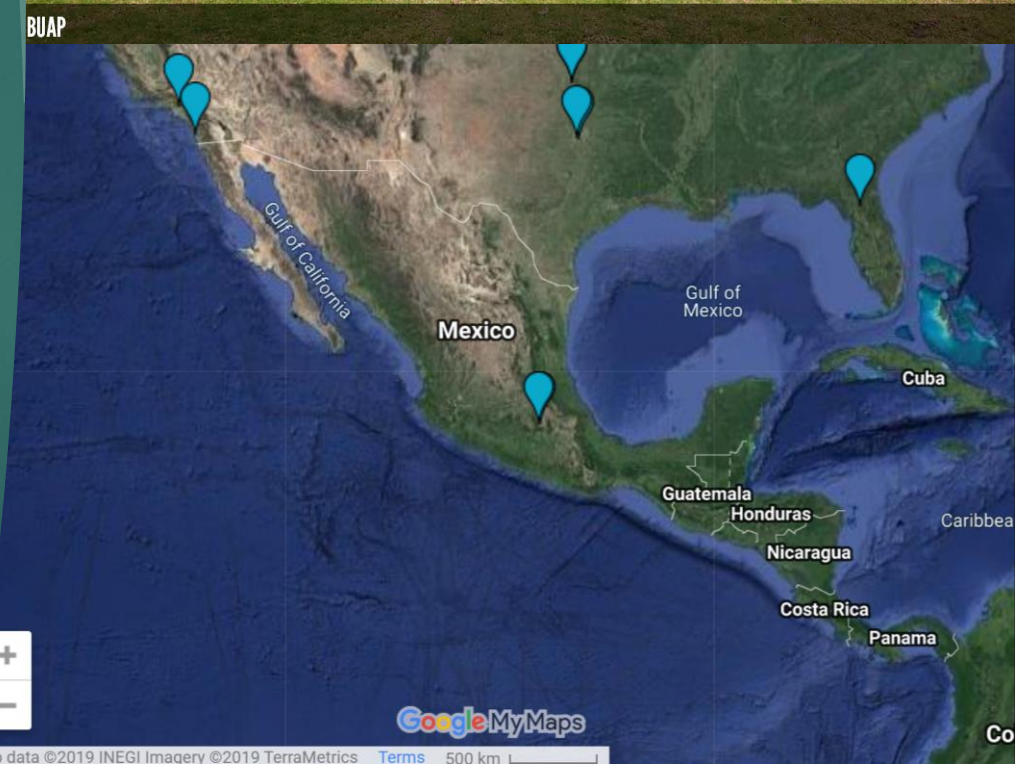 BUAP
Gulf of California
Gulf of
Mexico
Mexico
Cuba
Guatemala
Honduras
Caribbea
Nicaragua
Costa Rica
Panama
+
−
Google My Maps
Co
data ©2019 INEGI Imagery ©2019 TerraMetrics Terms 500 km